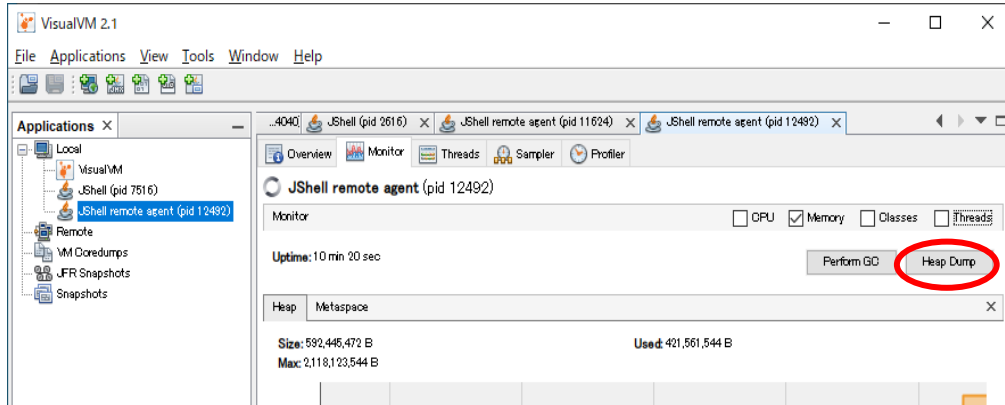 VisualVM 2.1
File Applications View Tools Window Help
Applications
Local
VisualVM
JShell (pid 7516)
JShell remote agent (pid 12492)
Remote
VM Coredumps
JFR Snapshots
Snapshots
...4040) JShell (pid 2616) JShell remote agent (pid 11624) JShell remote agent (pid 12492)
Overview Monitor Threads Sampler Profiler
JShell remote agent (pid 12492)
Monitor CPU Memory Classes Threads
Uptime: 10 min 20 sec Perform GC Heap Dump
Heap Metaspace
Size: 592,445,472 B Used: 421,561,544 B
Max: 2,118,123,544 B